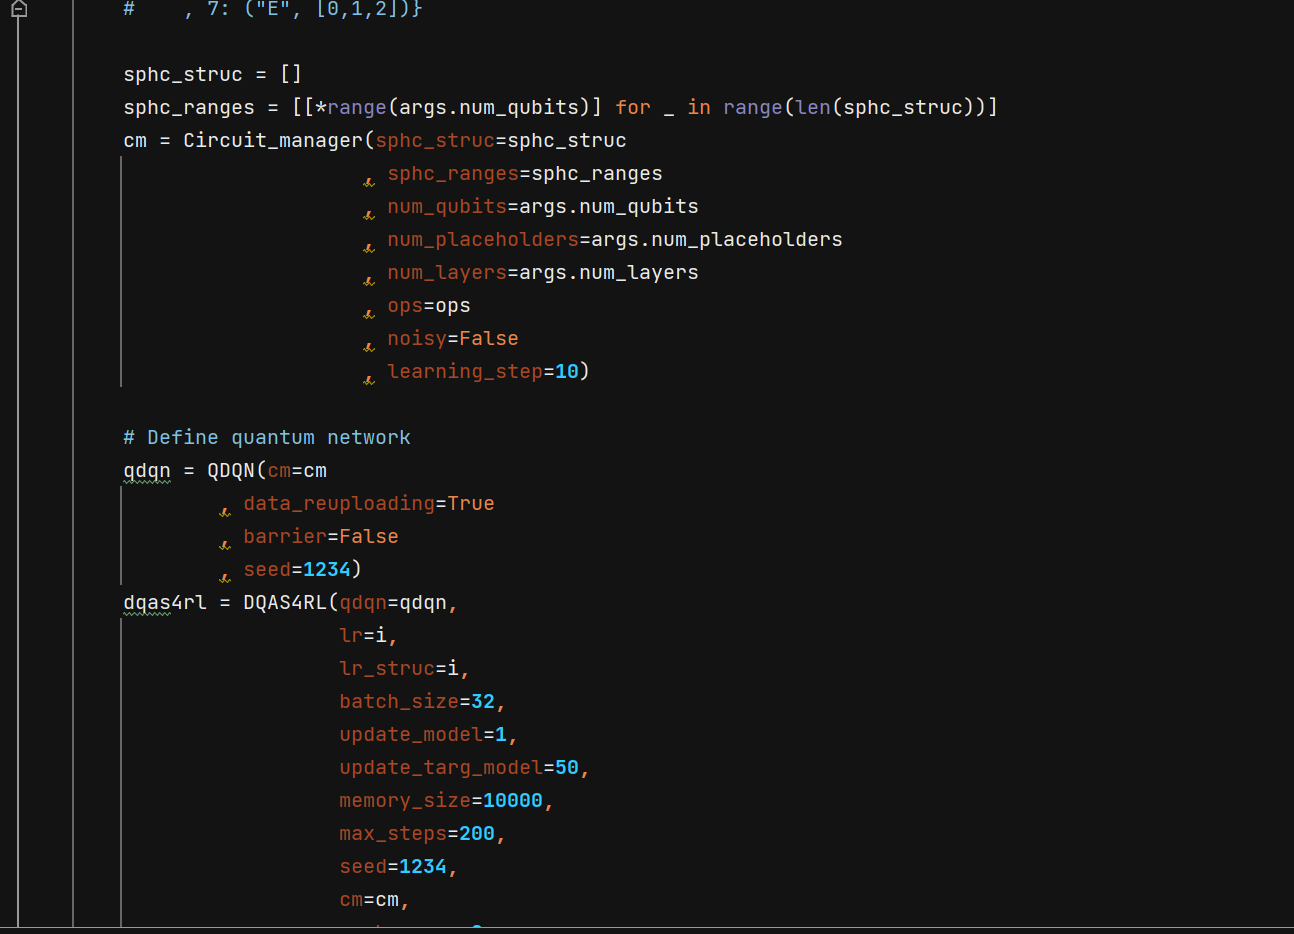 #    , 7: ("E", [0,1,2])}
sphc_struc = []
sphc_ranges = [[*range(args.num_qubits)] for _ in range(len(sphc_struc))]
cm = Circuit_manager(sphc_struc=sphc_struc
, sphc_ranges=sphc_ranges
, num_qubits=args.num_qubits
, num_placeholders=args.num_placeholders
, num_layers=args.num_layers
, ops=ops
, noisy=False
, learning_step=10)
# Define quantum network
qdqn = QDQN(cm=cm
, data_reuploading=True
, barrier=False
, seed=1234)
dqas4rl = DQAS4RL(qdqn=qdqn,
lr=i,
lr_struc=i,
batch_size=32,
update_model=1,
update_targ_model=50,
memory_size=10000,
max_steps=200,
seed=1234,
cm=cm,